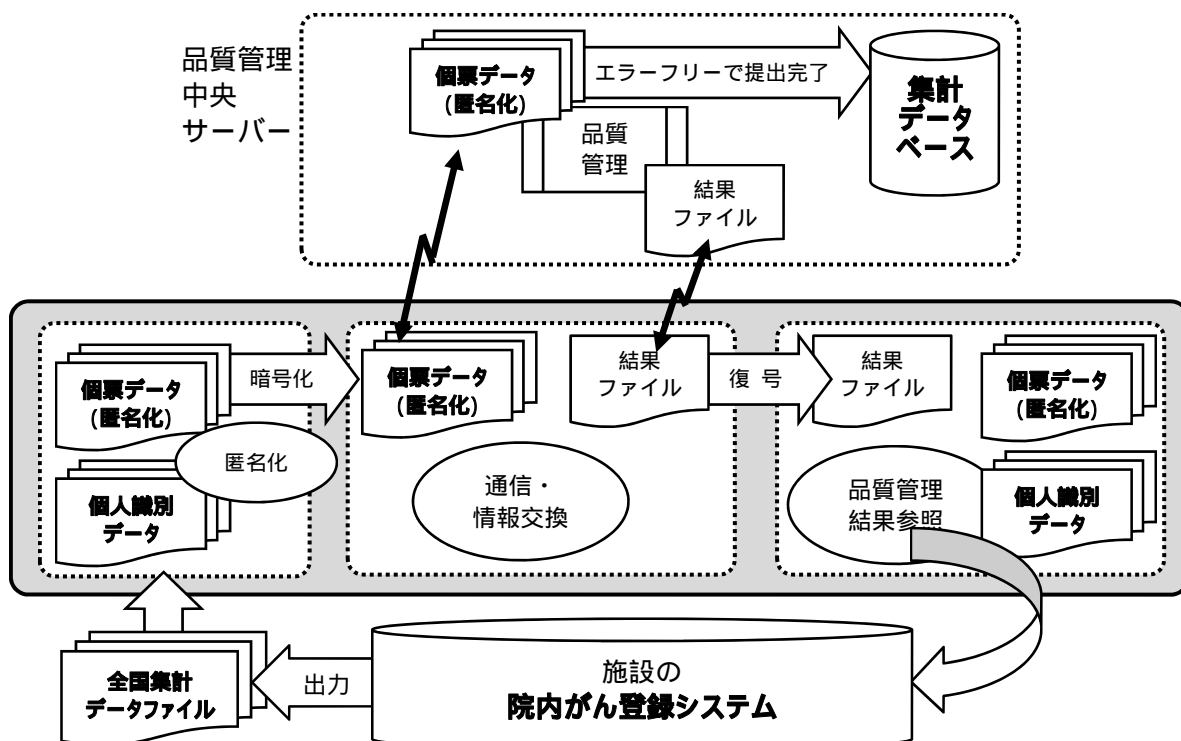 品質管理
中央
サーバー
個票データ
(匿名化)
エラーフリーで提出完了
集計
データ
ベース
品質
管理
結果
ファイル
個票データ
(匿名化)
暗号化
個票データ
(匿名化)
結果
ファイル
復 号
結果
ファイル
個票データ
(匿名化)
匿名化
個人識別
データ
通信・
情報交換
品質管理
結果参照
個人識別
データ
全国集計
データファイル
出力
施設の
院内がん登録システム